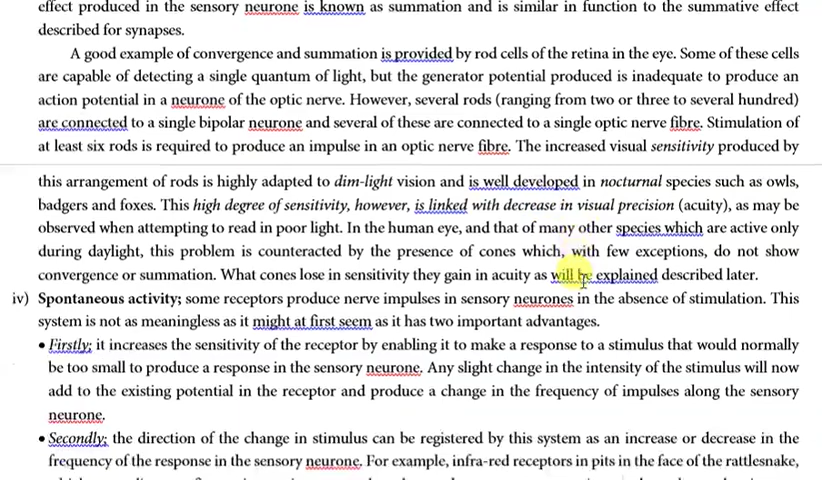 effect produced in the sensory neurone is known as summation and is similar in function to the summative effect
described for synapses.
A good example of convergence and summation is provided by rod cells of the retina in the eye. Some of these cells
are capable of detecting a single quantum of light, but the generator potential produced is inadequate to produce an
action potential in a neurone of the optic nerve. However, several rods (ranging from two or three to several hundred)
are connected to a single bipolar neurone and several of these are connected to a single optic nerve fibre. Stimulation of
at least six rods is required to produce an impulse in an optic nerve fibre. The increased visual sensitivity produced by
this arrangement of rods is highly adapted to dim-light vision and is well developed in nocturnal species such as owls,
badgers and foxes. This high degree of sensitivity, however, is linked with decrease in visual precision (acuity), as may be
observed when attempting to read in poor light. In the human eye, and that of many other species which are active only
during daylight, this problem is counteracted by the presence of cones which, with few exceptions, do not show
convergence or summation. What cones lose in sensitivity they gain in acuity as will be explained described later.
iv) Spontaneous activity; some receptors produce nerve impulses in sensory neurones in the absence of stimulation. This
system is not as meaningless as it might at first seem as it has two important advantages.
• Firstly; it increases the sensitivity of the receptor by enabling it to make a response to a stimulus that would normally
be too small to produce a response in the sensory neurone. Any slight change in the intensity of the stimulus will now
add to the existing potential in the receptor and produce a change in the frequency of impulses along the sensory
neurone.
• Secondly; the direction of the change in stimulus can be registered by this system as an increase or decrease in the
frequency of the response in the sensory neurone. For example, infra-red receptors in pits in the face of the rattlesnake,